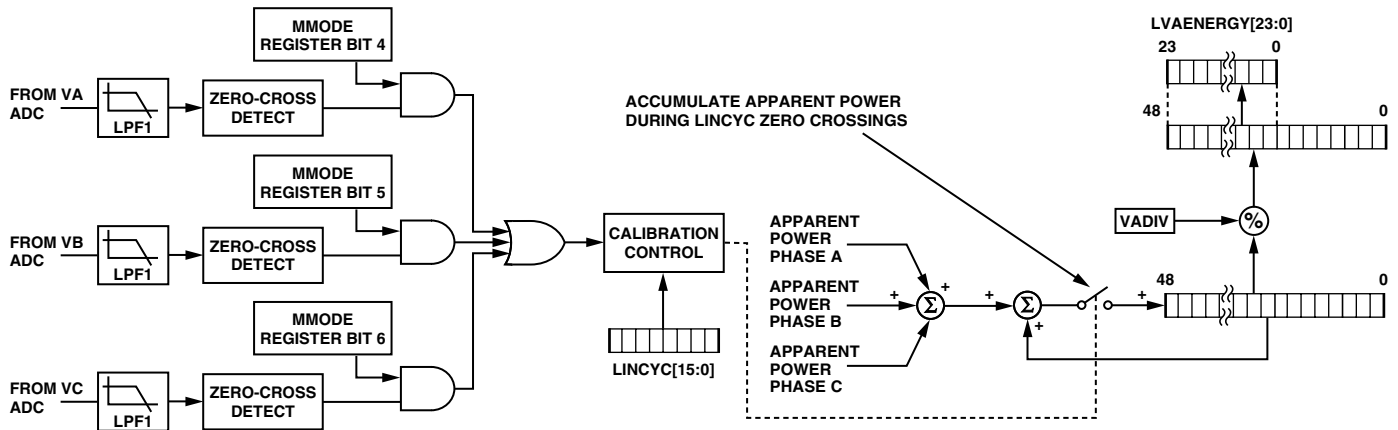 MMODE
REGISTER BIT 4
FROM VA
ADC
LPF1
ZERO-CROSS
DETECT
MMODE
REGISTER BIT 5
FROM VB
ADC
LPF1
ZERO-CROSS
DETECT
MMODE
REGISTER BIT 6
FROM VC
ADC
LPF1
ZERO-CROSS
DETECT
CALIBRATION
CONTROL
LINCYC[15:0]
ACCUMULATE APPARENT POWER
DURING LINCYC ZERO CROSSINGS
APPARENT
POWER
PHASE A
APPARENT
POWER
PHASE B
APPARENT
POWER
PHASE C
+
+
Σ
+
Σ
+
+
LVAENERGY[23:0]
23 0
48 0
VADIV
%
48 0